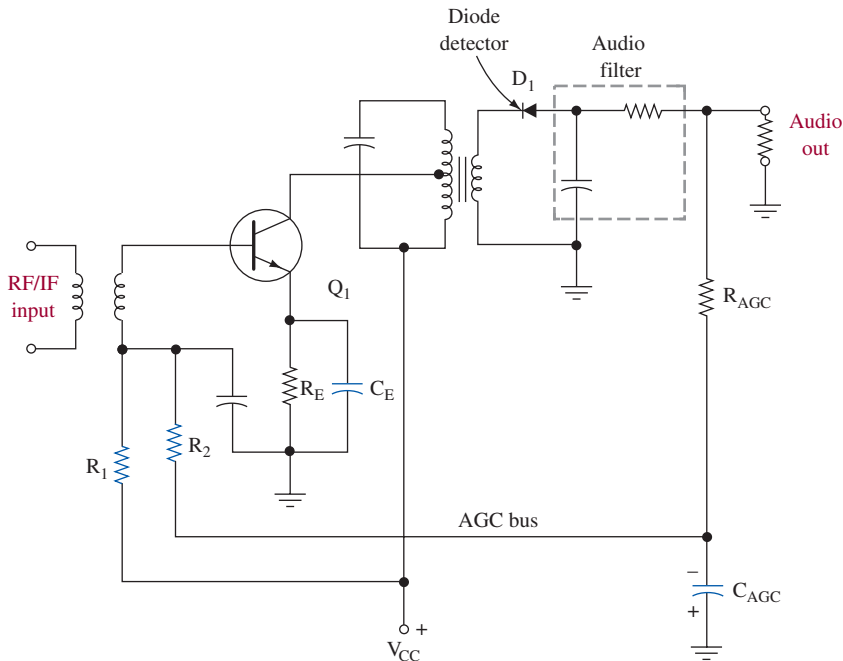 Diode
detector
Audio
filter
D1
Audio
out
RF/IF
input
Q1
RAGC
RE
CE
R1
R2
AGC bus
−
+
CAGC
+
VCC